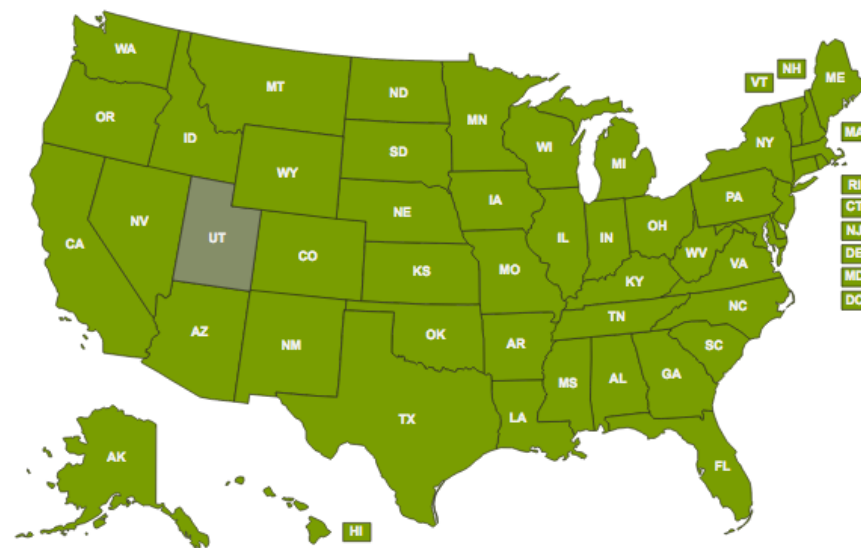 WA
MT
ND
MN
VT
NH
ME
OR
ID
SD
WI
NY
MA
WY
MI
RI
CT
NJ
DE
MD
DC
NV
UT
NE
IA
PA
CA
CO
KS
MO
IL
IN
OH
WV
VA
KY
AZ
NM
OK
AR
TN
NC
SC
TX
LA
MS
AL
GA
FL
AK
HI